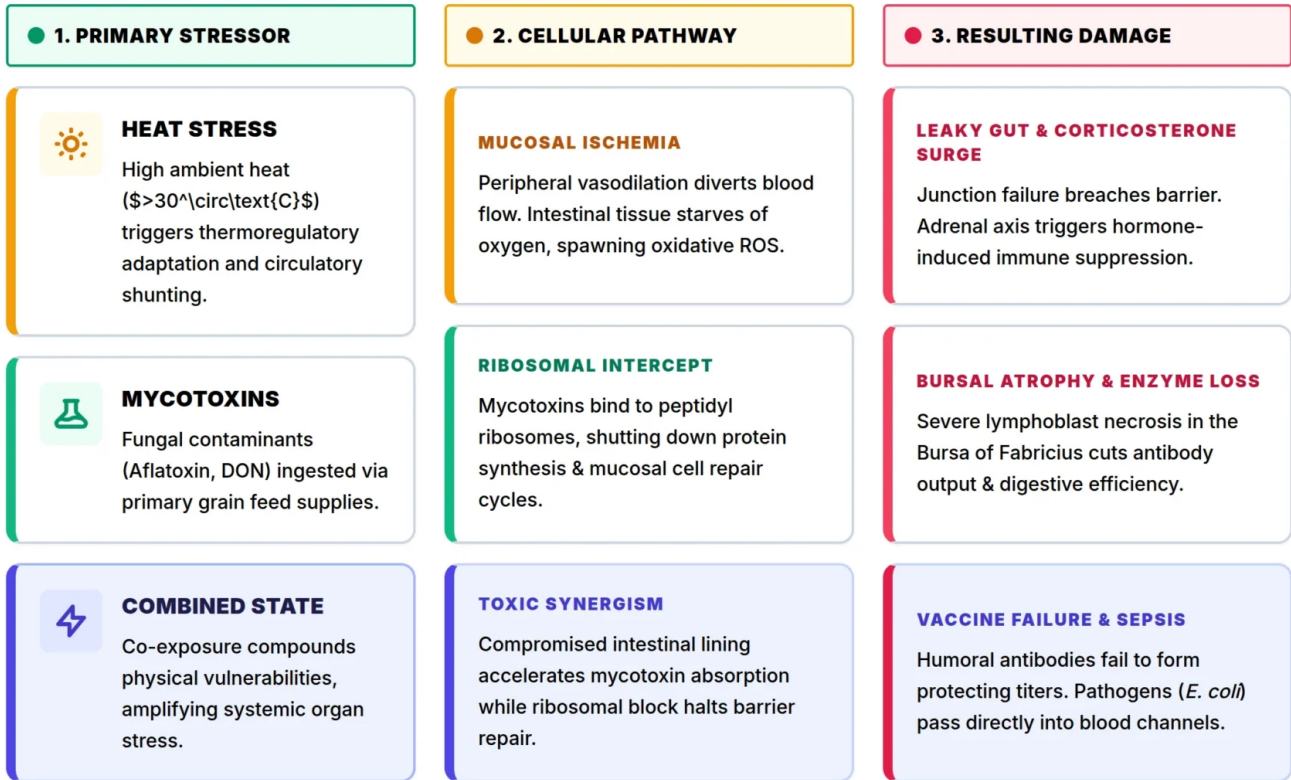 1. PRIMARY STRESSOR
2. CELLULAR PATHWAY
3. RESULTING DAMAGE
HEAT STRESS
High ambient heat
($>30^\circ\text{C}$)
triggers thermoregulatory
adaptation and circulatory
shunting.
MUCOSAL ISCHEMIA
Peripheral vasodilation diverts blood
flow. Intestinal tissue starves of
oxygen, spawning oxidative ROS.
LEAKY GUT & CORTICOSTERONE
SURGE
Junction failure breaches barrier.
Adrenal axis triggers hormone-
induced immune suppression.
MYCOTOXINS
Fungal contaminants
(Aflatoxin, DON) ingested via
primary grain feed supplies.
RIBOSOMAL INTERCEPT
Mycotoxins bind to peptidyl
ribosomes, shutting down protein
synthesis & mucosal cell repair
cycles.
BURSAL ATROPHY & ENZYME LOSS
Severe lymphoblast necrosis in the
Bursa of Fabricius cuts antibody
output & digestive efficiency.
COMBINED STATE
Co-exposure compounds
physical vulnerabilities,
amplifying systemic organ
stress.
TOXIC SYNERGISM
Compromised intestinal lining
accelerates mycotoxin absorption
while ribosomal block halts barrier
repair.
VACCINE FAILURE & SEPSIS
Humoral antibodies fail to form
protecting titers. Pathogens (E. coli)
pass directly into blood channels.